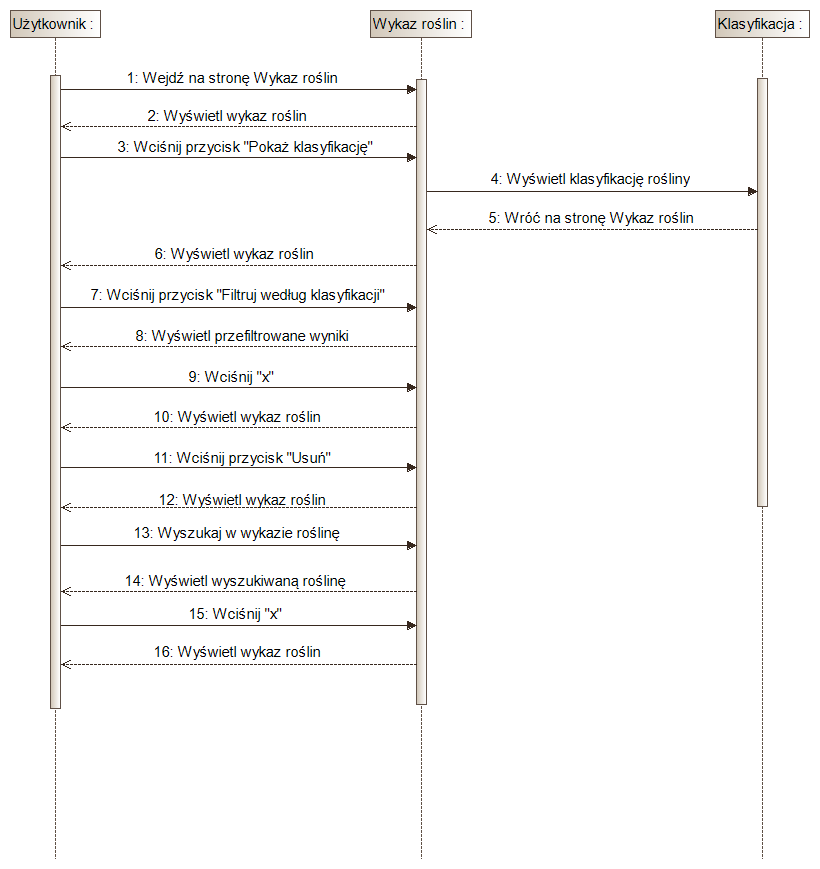 Użytkownik :
Wykaz roślin :
Klasyfikacja :
1: Wejdź na stronę Wykaz roślin
2: Wyświetl wykaz roślin
3: Wciśnij przycisk "Pokaż klasyfikację"
4: Wyświetl klasyfikację rośliny
5: Wróć na stronę Wykaz roślin
6: Wyświetl wykaz roślin
7: Wciśnij przycisk "Filtruj według klasyfikacji"
8: Wyświetl przefiltrowane wyniki
9: Wciśnij "x"
10: Wyświetl wykaz roślin
11: Wciśnij przycisk "Usuń"
12: Wyświetl wykaz roślin
13: Wyszukaj w wykazie roślinę
14: Wyświetl wyszukiwaną roślinę
15: Wciśnij "x"
16: Wyświetl wykaz roślin